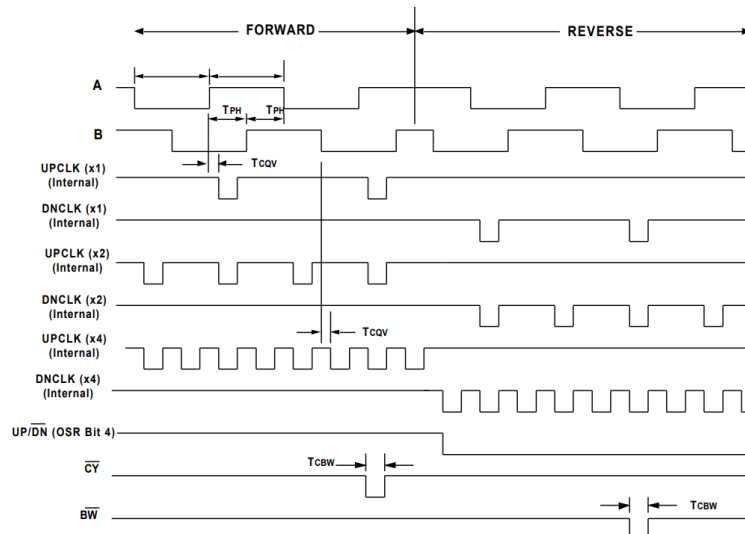 FORWARD REVERSE
A
TPH TPH
B
TCQV
UPCLK (x1)
(Internal)
DNCLK (x1)
(Internal)
UPCLK (x2)
(Internal)
DNCLK (x2)
(Internal)
TCQV
UPCLK (x4)
(Internal)
DNCLK (x4)
(Internal)
UP/DN (OSR Bit 4)
TCBW
CY
TCBW
BW